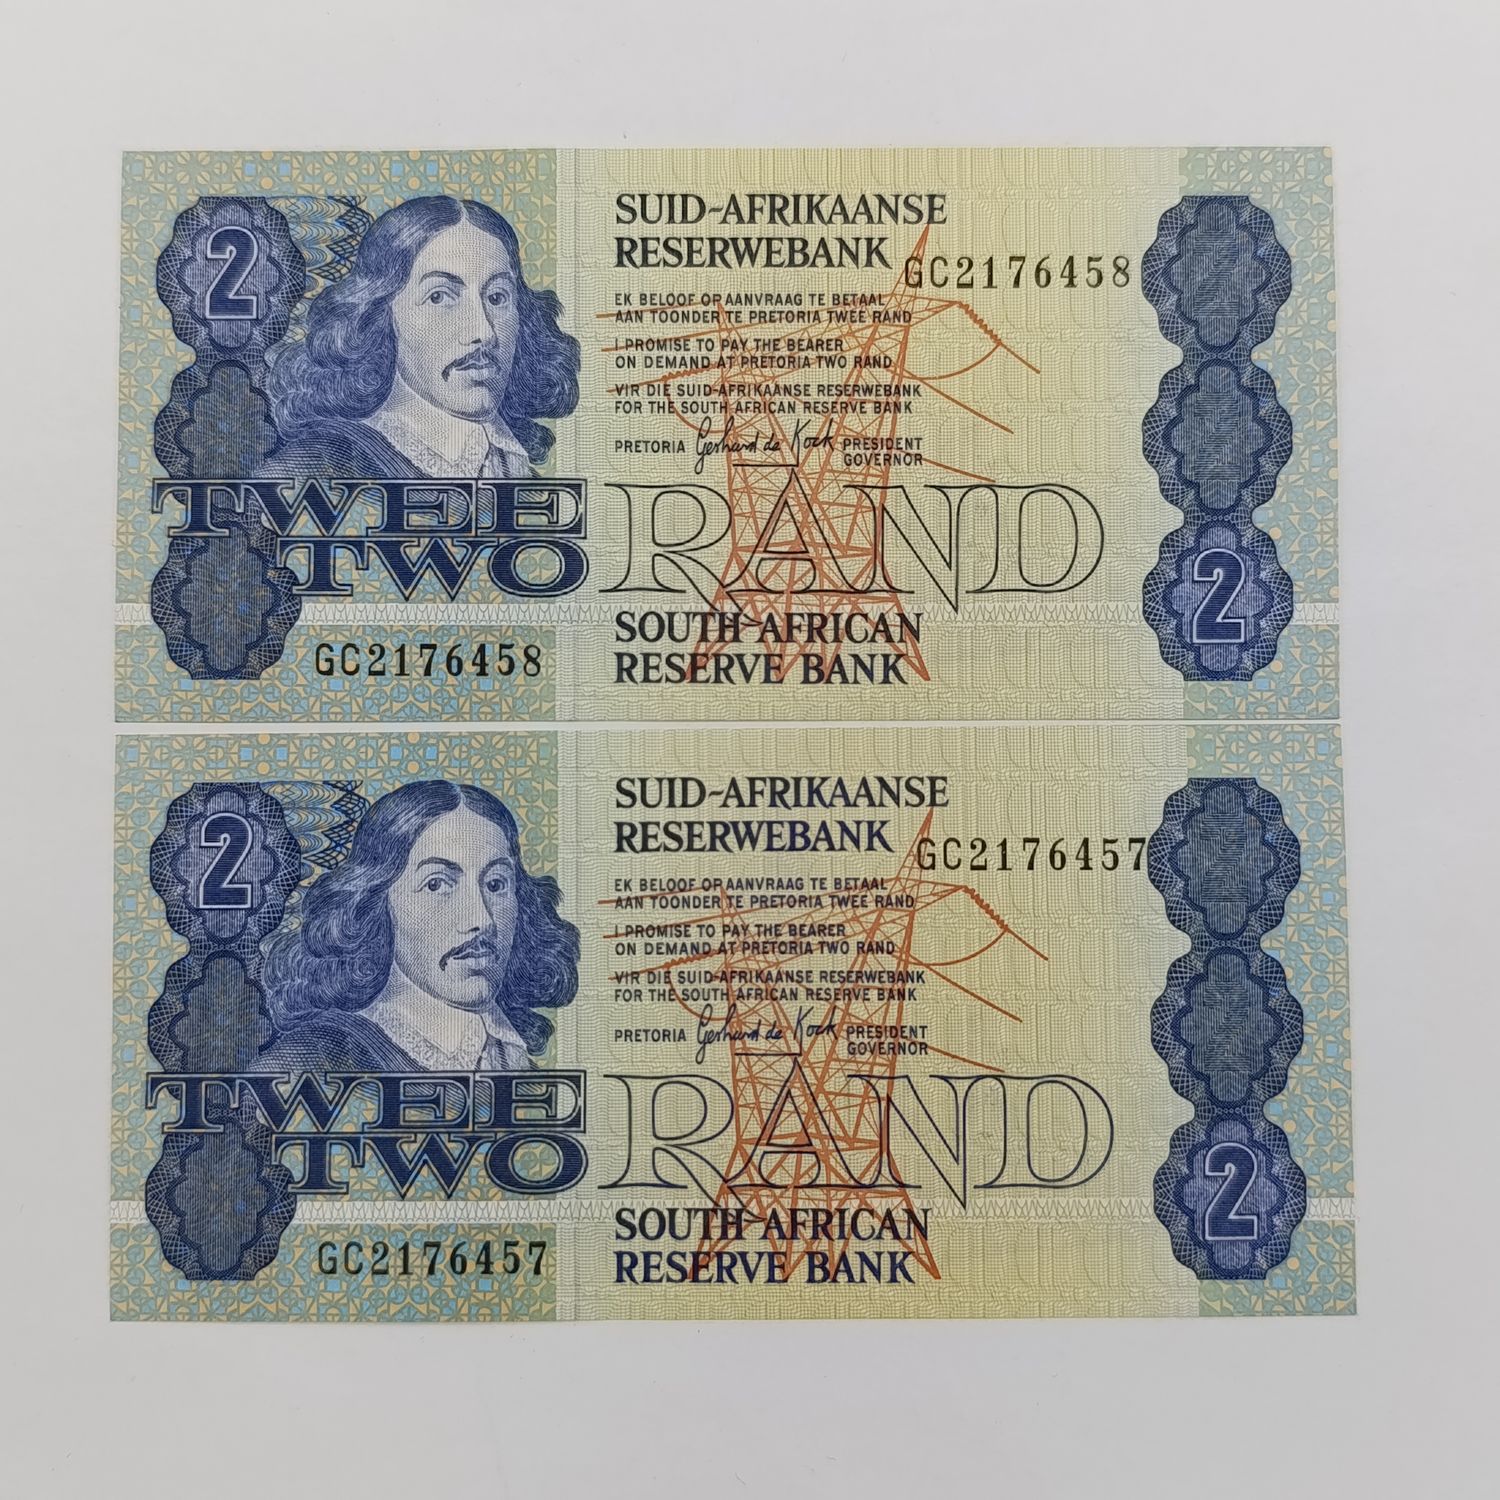 2
SUID-AFRIKAANSE
RESERWEBANK
GC2176458
EK BELOOF OP AANVRAAG TE BETAAL
AAN TOONDER TE PRETORIA TWEE RAND
I PROMISE TO PAY THE BEARER
ON DEMAND AT PRETORIA TWO RAND
VIR DIE SUID-AFRIKAANSE RESERWEBANK
FOR THE SOUTH AFRICAN RESERVE BANK
PRETORIA Gerhard de Kock PRESIDENT
GOVERNOR
TWEE
TWO RAND
2
SOUTH AFRICAN
RESERVE BANK
GC2176458
2
SUID-AFRIKAANSE
RESERWEBANK
GC2176457
EK BELOOF OP AANVRAAG TE BETAAL
AAN TOONDER TE PRETORIA TWEE RAND
I PROMISE TO PAY THE BEARER
ON DEMAND AT PRETORIA TWO RAND
VIR DIE SUID-AFRIKAANSE RESERWEBANK
FOR THE SOUTH AFRICAN RESERVE BANK
PRETORIA Gerhard de Kock PRESIDENT
GOVERNOR
TWEE
TWO RAND
2
SOUTH AFRICAN
RESERVE BANK
GC2176457